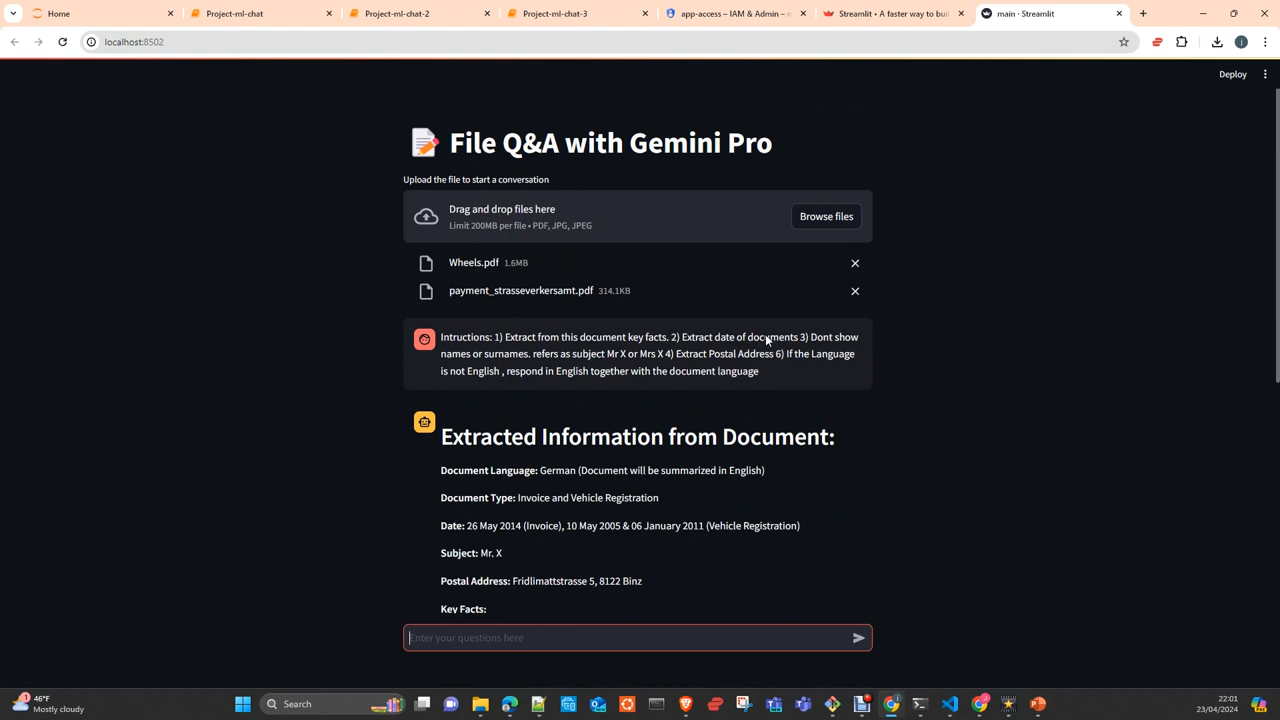 Home
Project-ml-chat
Project-ml-chat-2
Project-ml-chat-3
app-access – IAM & Admin – 
Streamlit • A faster way to bui
main · Streamlit
localhost:8502
Deploy
File Q&A with Gemini Pro
Upload the file to start a conversation
Drag and drop files here
Limit 200MB per file • PDF, JPG, JPEG
Browse files
Wheels.pdf 1.6MB
payment_strasseverkersamt.pdf 314.1KB
Intructions: 1) Extract from this document key facts. 2) Extract date of documents 3) Dont show
names or surnames. refers as subject Mr X or Mrs X 4) Extract Postal Address 6) If the Language
is not English , respond in English together with the document language
Extracted Information from Document:
Document Language: German (Document will be summarized in English)
Document Type: Invoice and Vehicle Registration
Date: 26 May 2014 (Invoice), 10 May 2005 & 06 January 2011 (Vehicle Registration)
Subject: Mr. X
Postal Address: Fridlimattstrasse 5, 8122 Binz
Key Facts:
Enter your questions here
46°F
Mostly cloudy
Search
22:01
23/04/2024